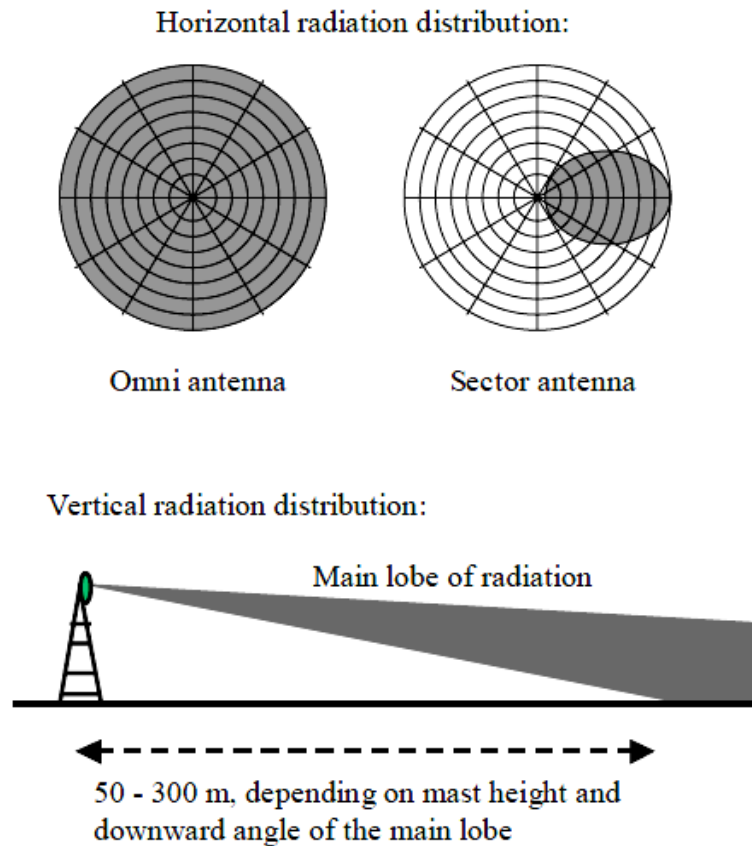 Horizontal radiation distribution:
Omni antenna
Sector antenna
Vertical radiation distribution:
Main lobe of radiation
50 - 300 m, depending on mast height and
downward angle of the main lobe